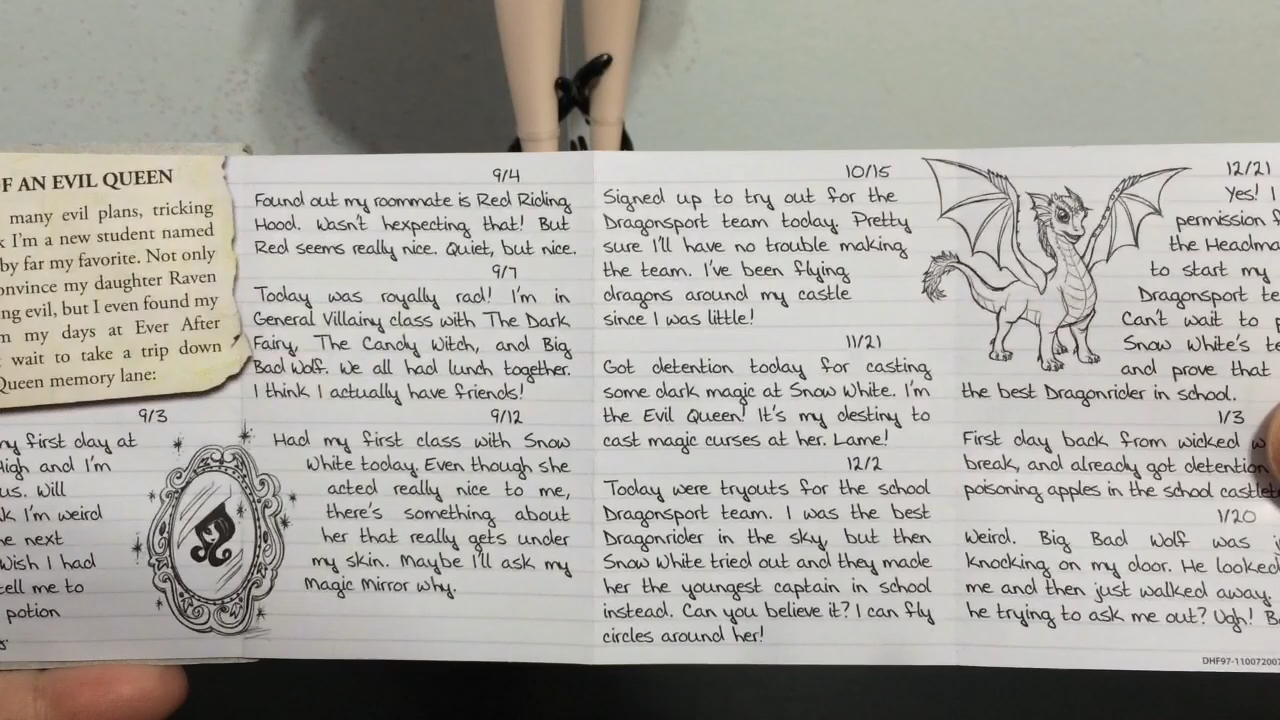 F AN EVIL QUEEN
many evil plans, tricking
I'm a new student named
by far my favorite. Not only
my daughter Raven
evil, but I even found my
my days at Ever After
wait to take a trip down
Queen memory lane:
9/3
first day at
High and I'm
us. Will
I'm weird
next
Wish I had
tell me to
potion
9/4
Found out my roommate is Red Riding
Hood. Wasn't hexpecting that! But
Red seems really nice. Quiet, but nice.
9/7
Today was royally rad! I'm in
General Villainy class with The Dark
Fairy, The Candy Witch, and Big
Bad Wolf. We all had lunch together.
I think I actually have friends!
9/12
Had my first class with Snow
White today. Even though she
acted really nice to me,
there's something about
her that really gets under
my skin. Maybe I'll ask my
Magic Mirror why.
10/15
Signed up to try out for the
Dragonsport team today. Pretty
sure I'll have no trouble making
the team. I've been flying
dragons around my castle
since I was little!
11/21
Got detention today for casting
some dark magic at Snow White. I'm
the Evil Queen! It's my destiny to
cast magic curses at her. Lame!
12/2
Today were tryouts for the school
Dragonsport team. I was the best
Dragonrider in the sky, but then
Snow White tried out and they made
her the youngest captain in school
instead. Can you believe it? I can fly
circles around her!
12/21
Yes! I
permission
the
to start my
Dragonsport
Can't wait to
Snow White's
and prove that
the best Dragonrider in school.
1/3
First day back from wicked
break, and already got detention
poisoning apples in the school
1/20
Weird. Big Bad Wolf was
knocking on my door. He looked
me and then just walked away.
he trying to ask me out? Ugh!
DHF97-110072007